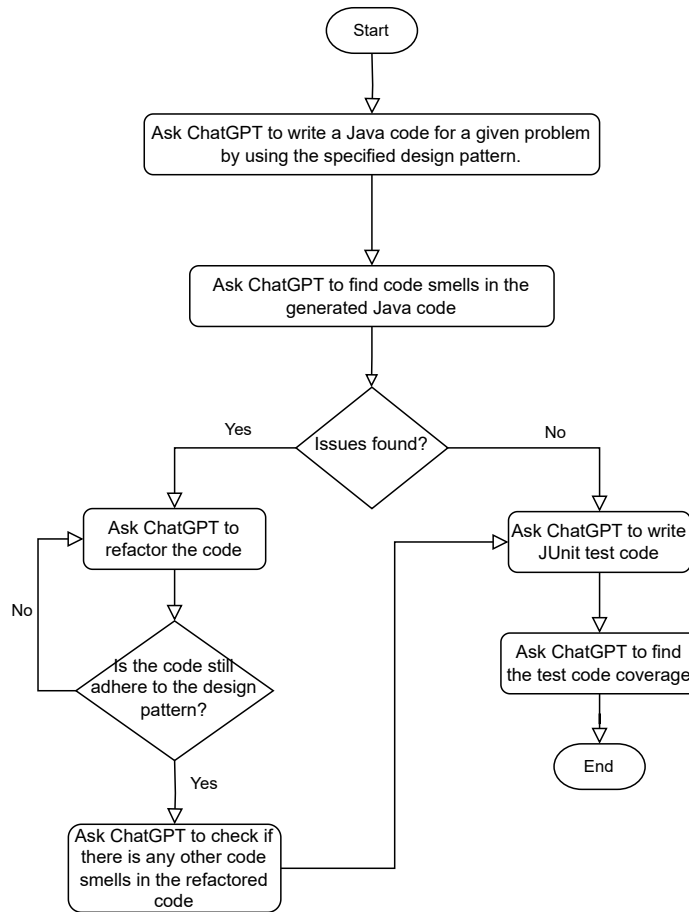 Start
Ask ChatGPT to write a Java code for a given problem
by using the specified design pattern.
Ask ChatGPT to find code smells in the
generated Java code
Issues found?
Yes
No
Ask ChatGPT to
refactor the code
Ask ChatGPT to write
JUnit test code
No
Is the code still
adhere to the design
pattern?
Ask ChatGPT to find
the test code coverage
Yes
End
Ask ChatGPT to check if
there is any other code
smells in the refactored
code